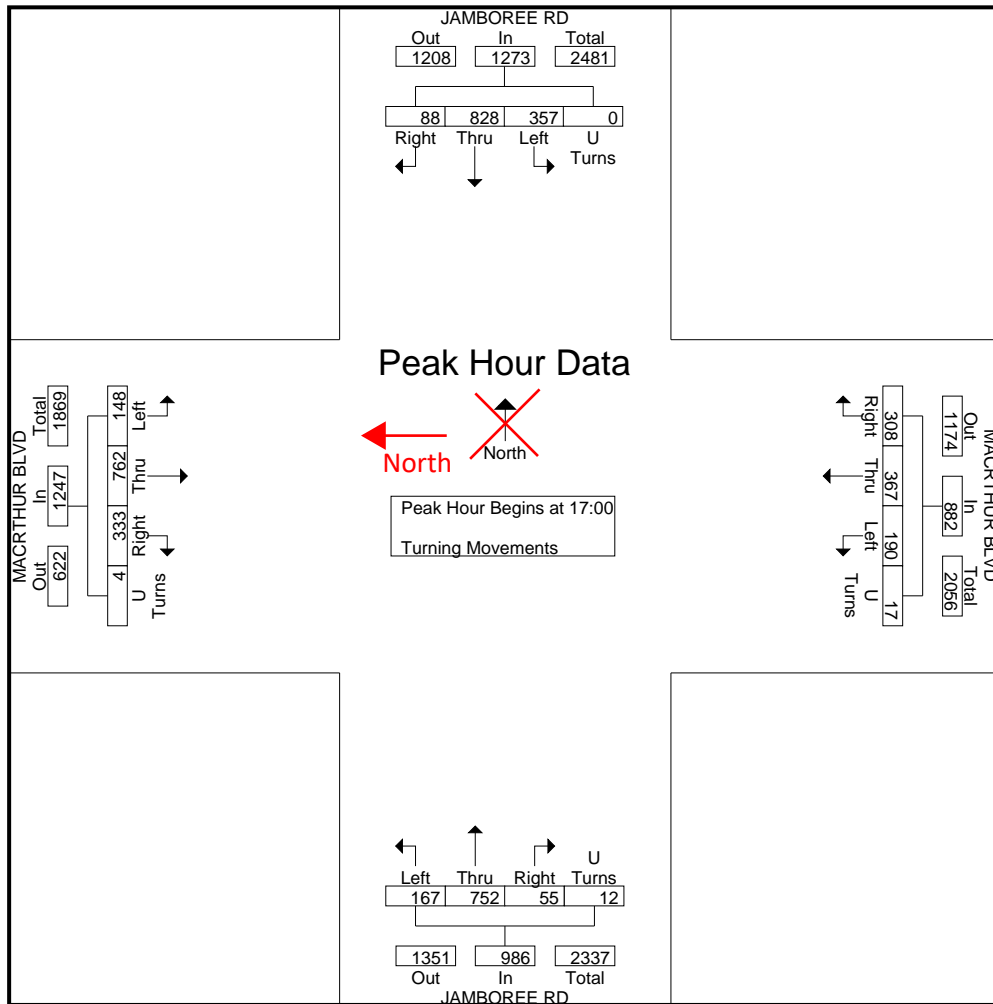 JAMBOREE RD
Out In Total
1208 1273 2481
88 828 357 0
Right Thru Left U
Turns
Peak Hour Data
North
North
Peak Hour Begins at 17:00
Turning Movements
MACRTHUR BLVD
Total In Out
1869 1247 622
148 762 333 4
Left Thru Right U
Turns
MACRTHUR BLVD
Out In Total
1174 882 2056
308 367 190 17
Right Thru Left U
Turns
U
Left Thru Right Turns
167 752 55 12
1351 986 2337
Out In Total
JAMBOREE RD